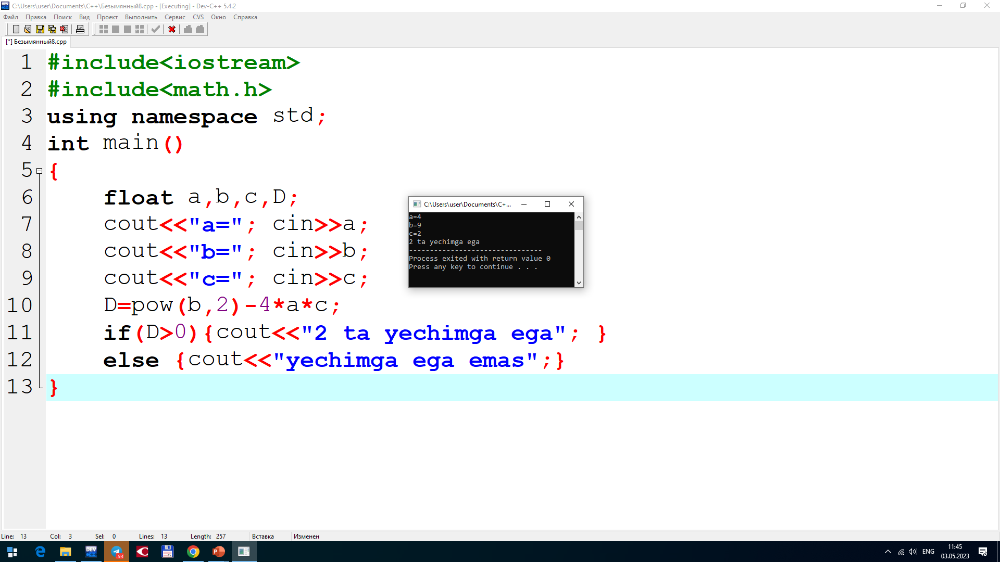 C:\Users\user\Documents\C++\Безымянный8.cpp - [Executing] - Dev-C++ 5.4.2
Файл Правка Поиск Вид Проект Выполнить Сервис CVS Окно Справка
[*] Безымянный8.cpp
1 #include<iostream>
2 #include<math.h>
3 using namespace std;
4 int main()
5 {
6 float a,b,c,D;
7 cout<<"a="; cin>>a;
8 cout<<"b="; cin>>b;
9 cout<<"c="; cin>>c;
10 D=pow(b,2)-4*a*c;
11 if(D>0){cout<<"2 ta yechimga ega"; }
12 else {cout<<"yechimga ega emas";}
13 }
C:\Users\user\Documents\C+...
a=4
b=9
c=2
2 ta yechimga ega
--------------------------------
Process exited with return value 0
Press any key to continue . . .
Line: 13 Col: 3 Sel: 0 Lines: 13 Length: 257 Вставка Изменен
DEV C++ .94 P ENG 11:45
03.05.2023